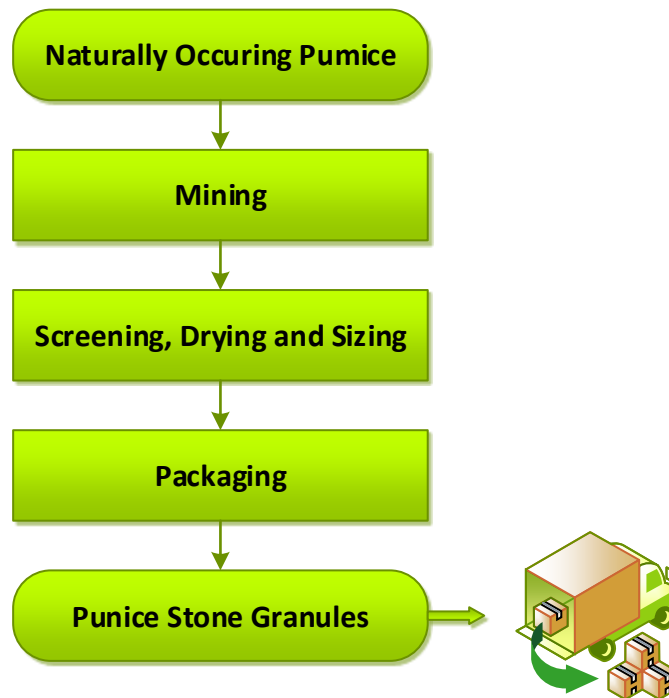 Naturally Occuring Pumice
Mining
Screening, Drying and Sizing
Packaging
Punice Stone Granules